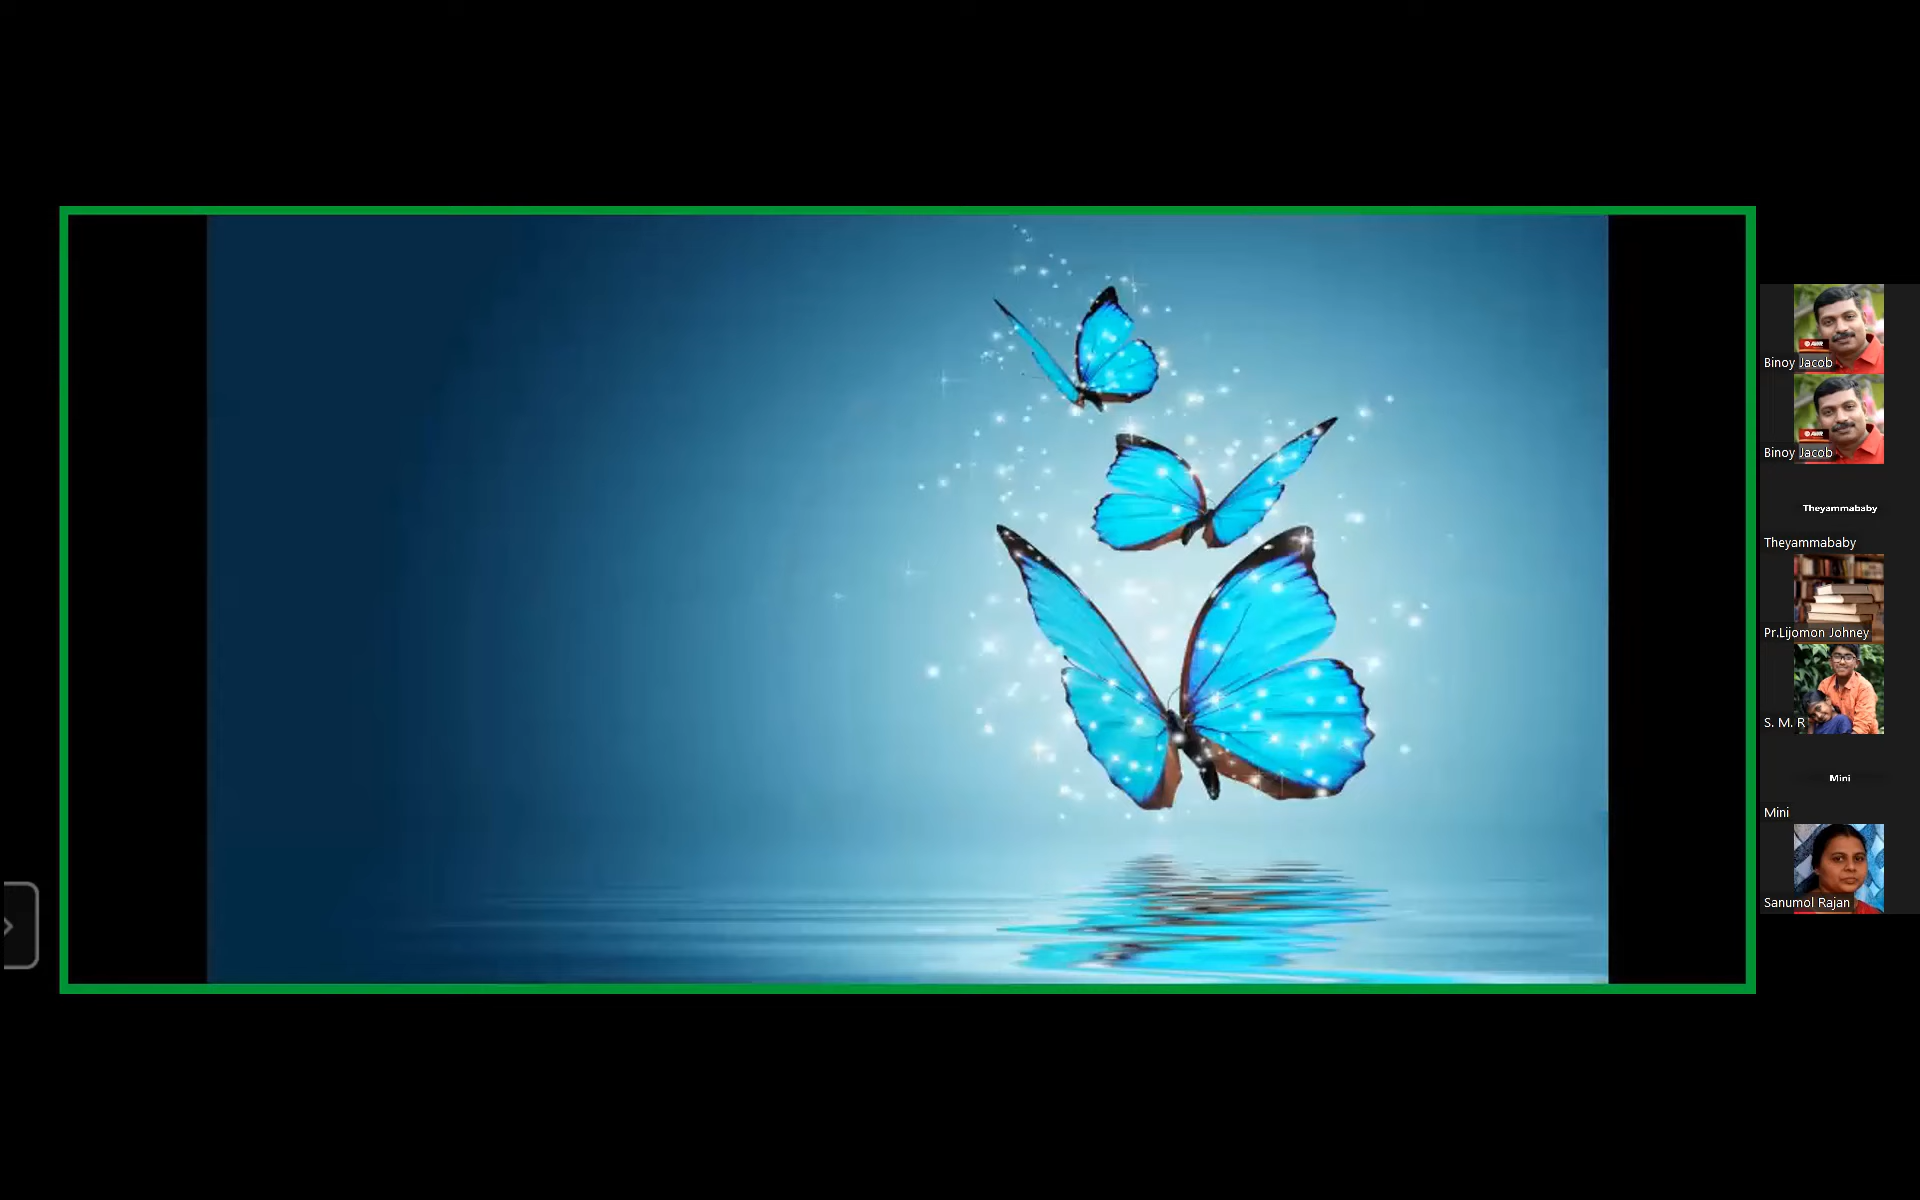 Binoy Jacob
Binoy Jacob
Theyammababy
Theyammababy
Pr.Lijomon Johney
S. M. R
Mini
Mini
Sanumol Rajan